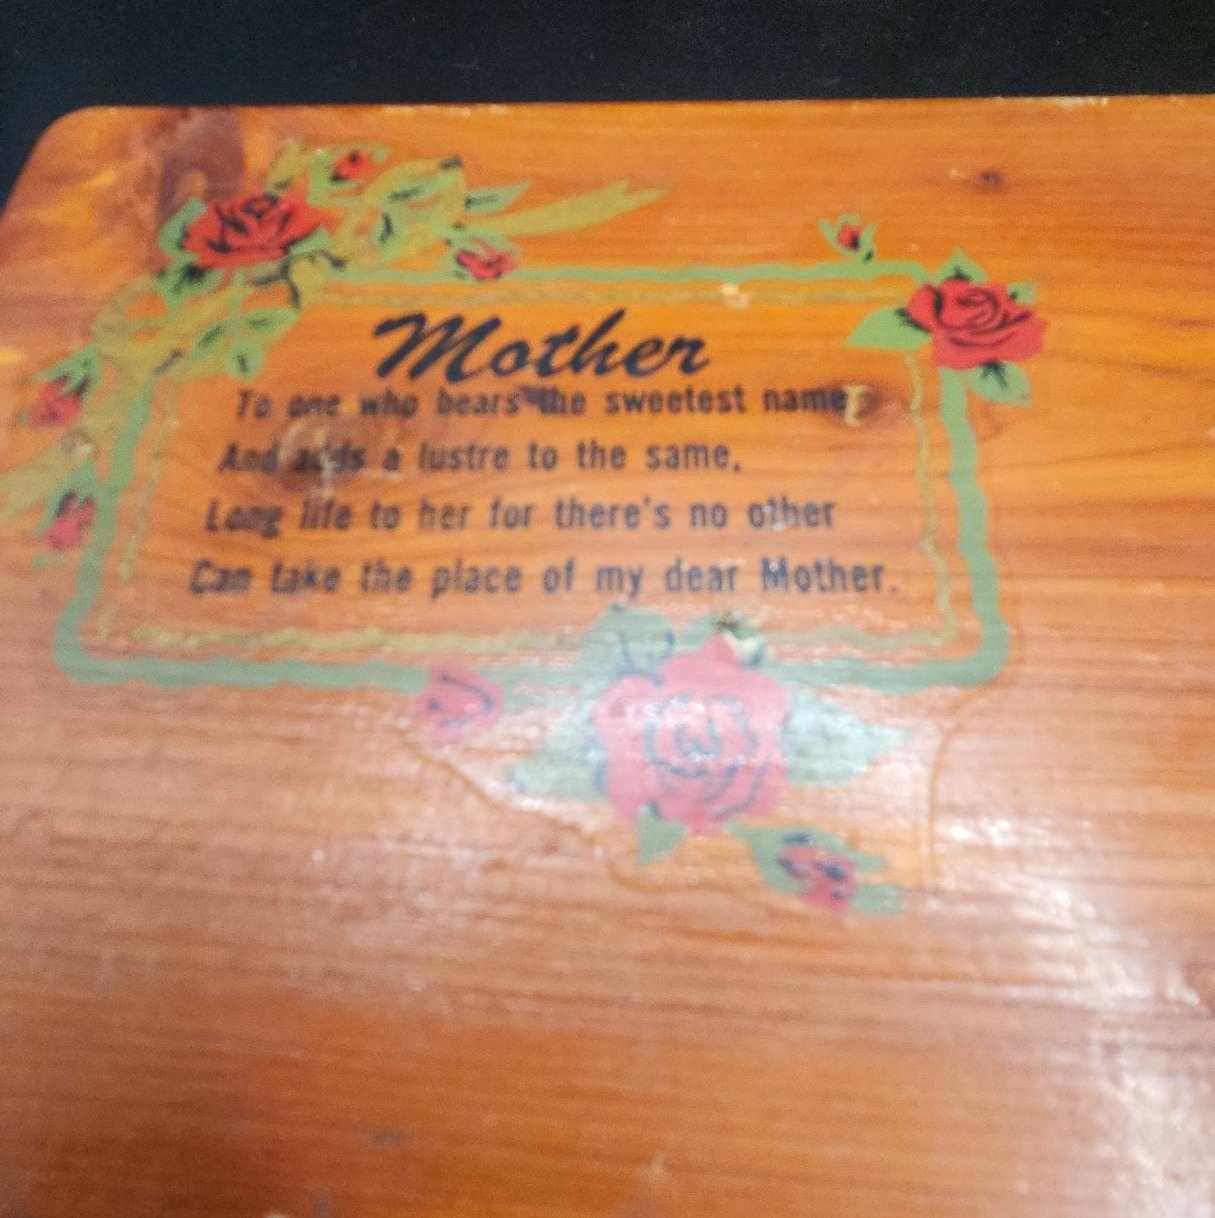 Mother
To one who bears the sweetest name
And adds a lustre to the same,
Long life to her for there's no other
Can take the place of my dear Mother.